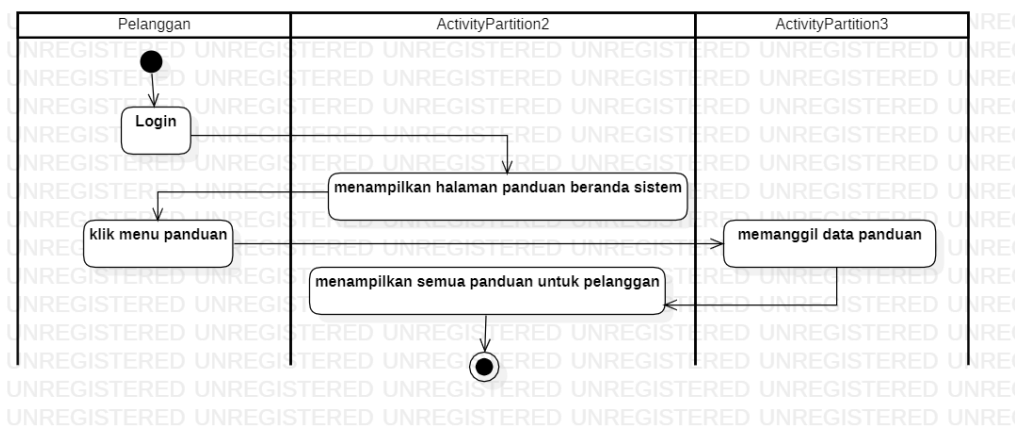 Pelanggan
ActivityPartition2
ActivityPartition3
Login
menampilkan halaman panduan beranda sistem
klik menu panduan
memanggil data panduan
menampilkan semua panduan untuk pelanggan
UNREGISTERED